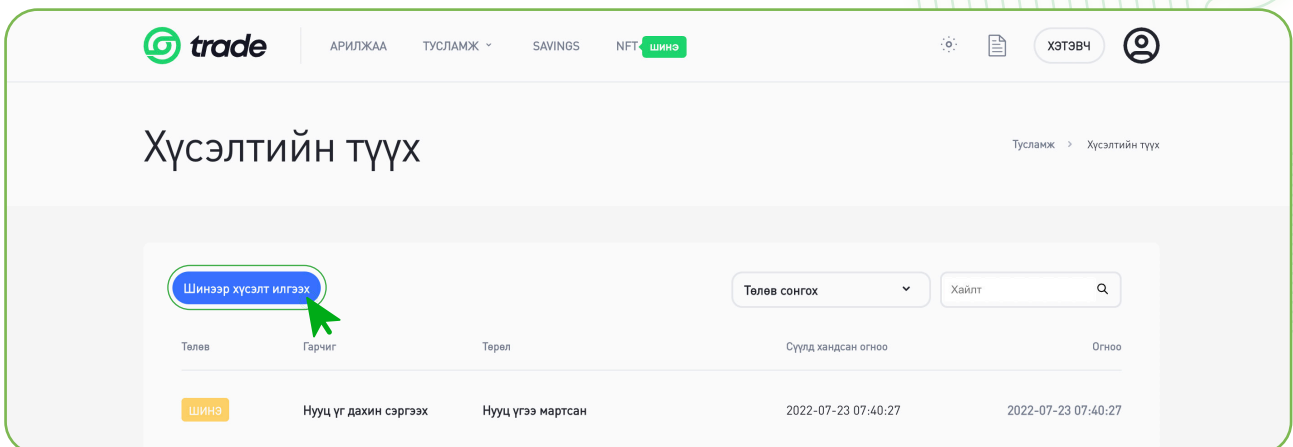 trade АРИЛЖАА ТУСЛАМЖ SAVINGS NFT шинэ ХЭТЭВЧ
Хүсэлтийн түүх
Тусламж > Хүсэлтийн түүх
Шинээр хүсэлт илгээх Төлөв сонгох Хайлт
Төлөв Гарчиг Төрөл Сүүлд хандсан огноо Огноо
ШИНЭ Нууц үг дахин сэргээх Нууц үгээ мартсан 2022-07-23 07:40:27 2022-07-23 07:40:27